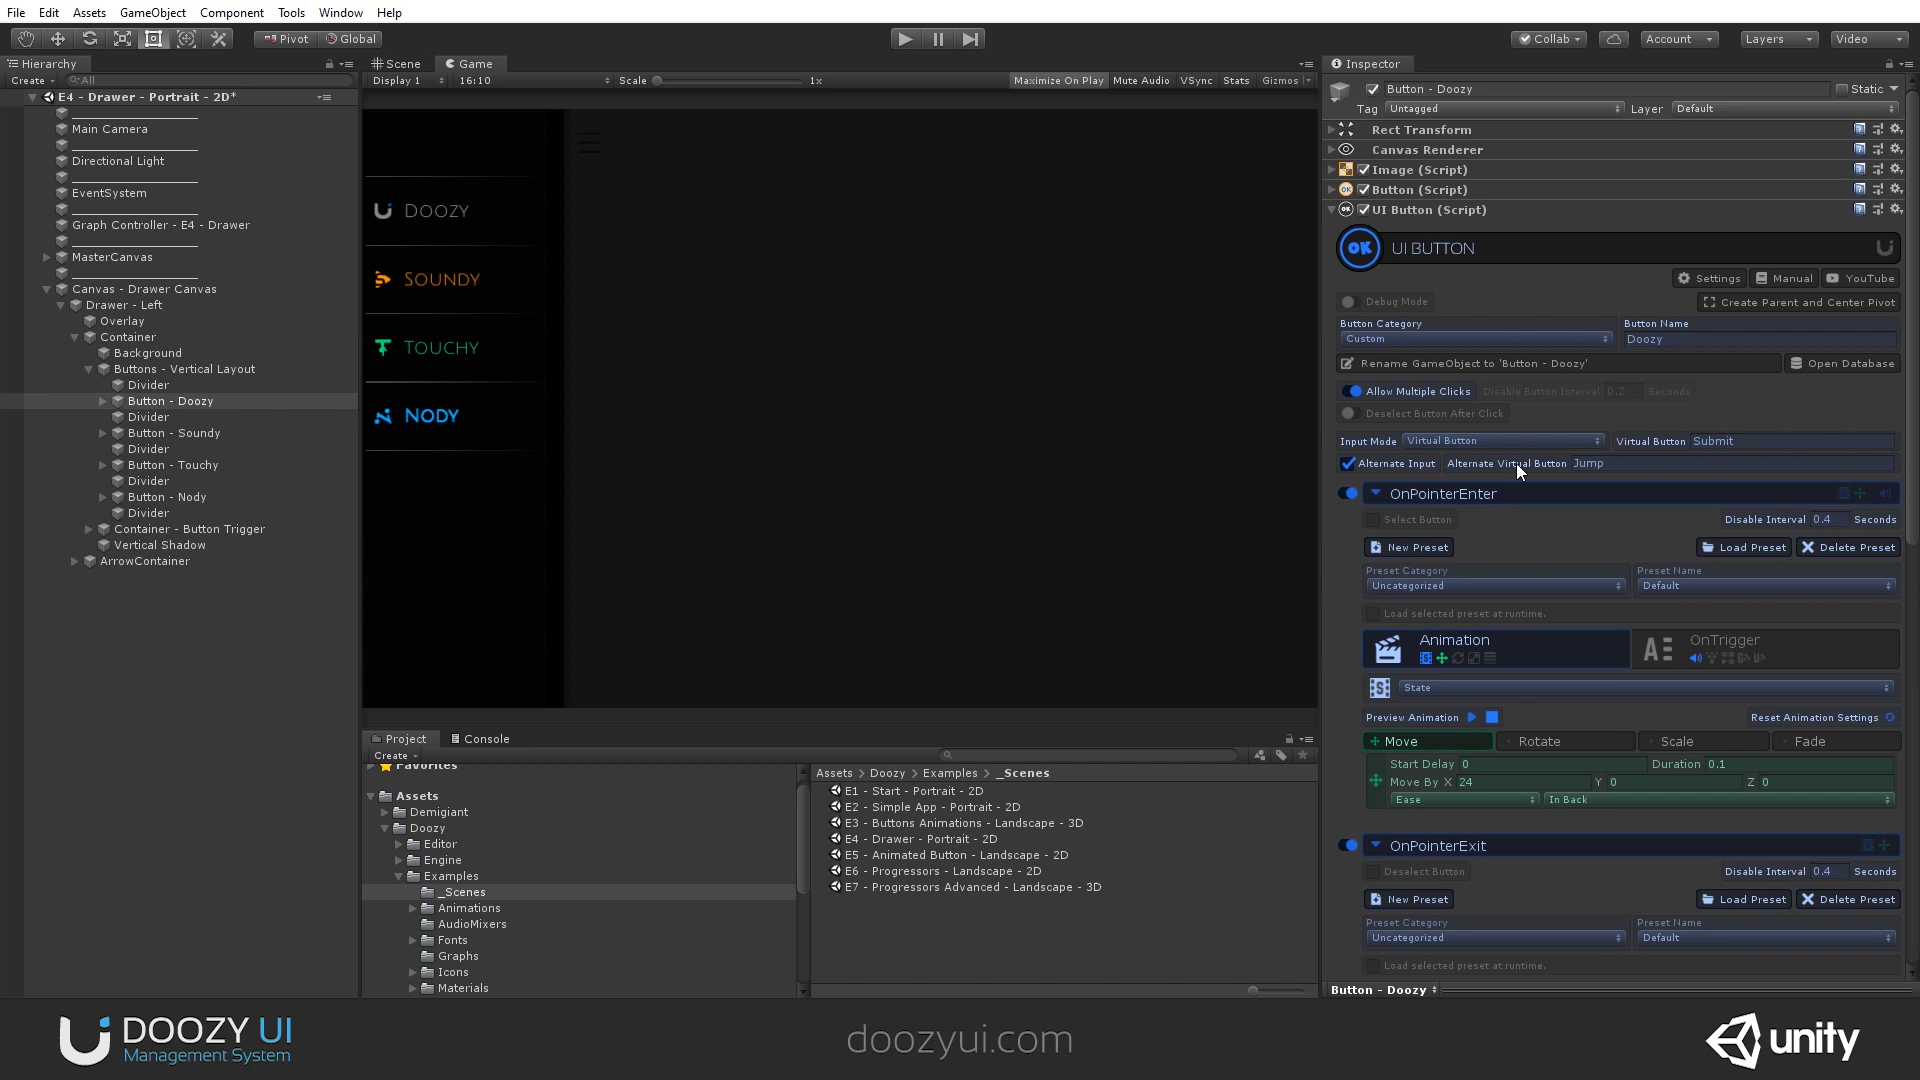 File Edit Assets GameObject Component Tools Window Help
Pivot Global
Collab Account Layers Video
Hierarchy
Create All
E4 - Drawer - Portrait - 2D*
Main Camera
Directional Light
EventSystem
Graph Controller - E4 - Drawer
MasterCanvas
Canvas - Drawer Canvas
Drawer - Left
Overlay
Container
Background
Buttons - Vertical Layout
Divider
Button - Doozy
Divider
Button - Soundy
Divider
Button - Touchy
Divider
Button - Nody
Divider
Container - Button Trigger
Vertical Shadow
ArrowContainer
Scene Game
Display 1 16:10 Scale 1x Maximize On Play Mute Audio VSync Stats Gizmos
DOOZY
SOUNDY
TOUCHY
NODY
Project Console
Create
Favorites
Assets
Demigiant
Doozy
Editor
Engine
Examples
_Scenes
Animations
AudioMixers
Fonts
Graphs
Icons
Materials
Assets > Doozy > Examples > _Scenes
E1 - Start - Portrait - 2D
E2 - Simple App - Portrait - 2D
E3 - Buttons Animations - Landscape - 3D
E4 - Drawer - Portrait - 2D
E5 - Animated Button - Landscape - 2D
E6 - Progressors - Landscape - 2D
E7 - Progressors Advanced - Landscape - 3D
Inspector
Button - Doozy Static
Tag Untagged Layer Default
Rect Transform
Canvas Renderer
Image (Script)
OK Button (Script)
OK UI Button (Script)
OK UI BUTTON
Settings Manual YouTube
Debug Mode Create Parent and Center Pivot
Button Category Button Name
Custom Doozy
Rename GameObject to 'Button - Doozy' Open Database
Allow Multiple Clicks Disable Button Interval 0.2 Seconds
Deselect Button After Click
Input Mode Virtual Button Virtual Button Submit
Alternate Input Alternate Virtual Button Jump
OnPointerEnter
Select Button Disable Interval 0.4 Seconds
New Preset Load Preset Delete Preset
Preset Category Preset Name
Uncategorized Default
Load selected preset at runtime.
Animation OnTrigger
State
Preview Animation Reset Animation Settings
Move Rotate Scale Fade
Start Delay 0 Duration 0.1
Move By X 24 Y 0 Z 0
Ease In Back
OnPointerExit
Deselect Button Disable Interval 0.4 Seconds
New Preset Load Preset Delete Preset
Preset Category Preset Name
Uncategorized Default
Load selected preset at runtime.
Button - Doozy
DOOZY UI
Management System
doozyui.com
unity